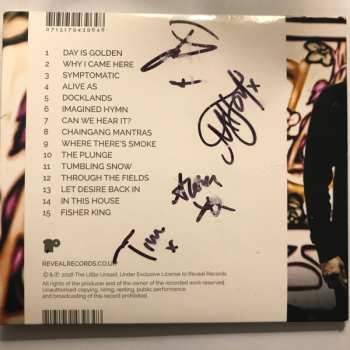 1 DAY IS GOLDEN
2 WHY I CAME HERE
3 SYMPTOMATIC
4 ALIVE AS
5 DOCKLANDS
6 IMAGINED HYMN
7 CAN WE HEAR IT?
8 CHAINGANG MANTRAS
9 WHERE THERE'S SMOKE
10 THE PLUNGE
11 TUMBLING SNOW
12 THROUGH THE FIELDS
13 LET DESIRE BACK IN
14 IN THIS HOUSE
15 FISHER KING
Tim x
REVEALRECORDS.CO.UK
©&℗ 2018 The Little Unsaid. Under Exclusive License to Reveal Records
All rights of the producer and of the owner of the recorded work reserved.
Unauthorised copying, hiring, renting, public performance
and broadcasting of this record prohibited.